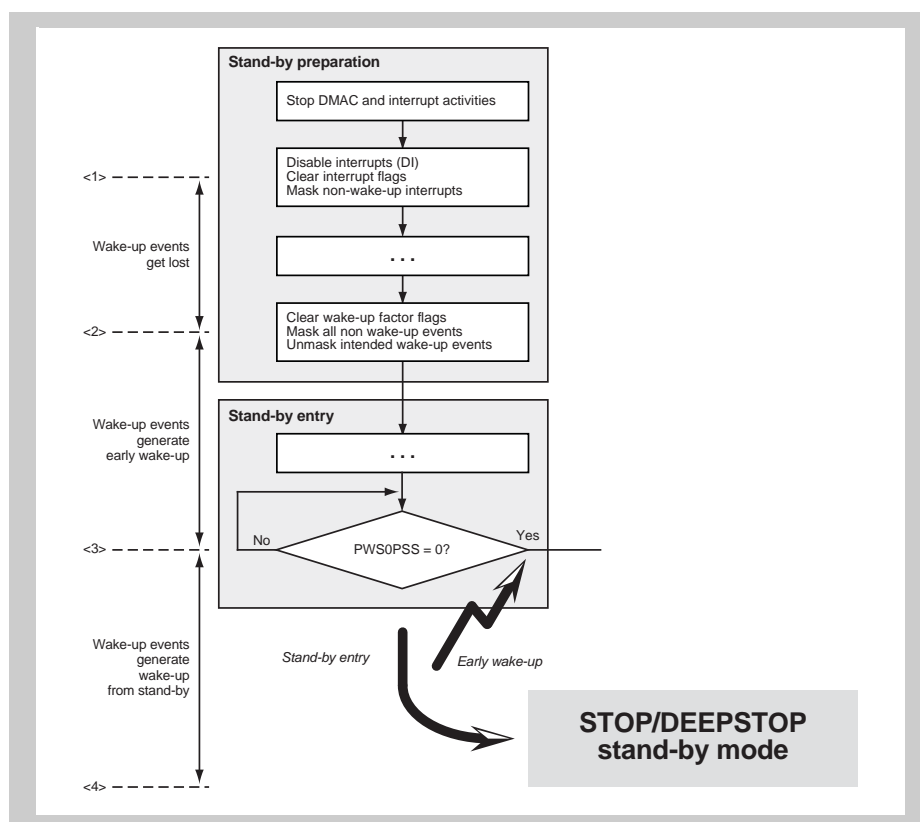 Stand-by preparation
Stop DMAC and interrupt activities
Disable interrupts (DI)
Clear interrupt flags
Mask non-wake-up interrupts
<1>
Wake-up events
get lost
. . .
Clear wake-up factor flags
Mask all non wake-up events
Unmask intended wake-up events
<2>
Stand-by entry
Wake-up events
generate
early wake-up
. . .
No
PWS0PSS = 0?
Yes
<3>
Wake-up events
generate
wake-up
from stand-by
Stand-by entry
Early wake-up
STOP/DEEPSTOP
stand-by mode
<4>